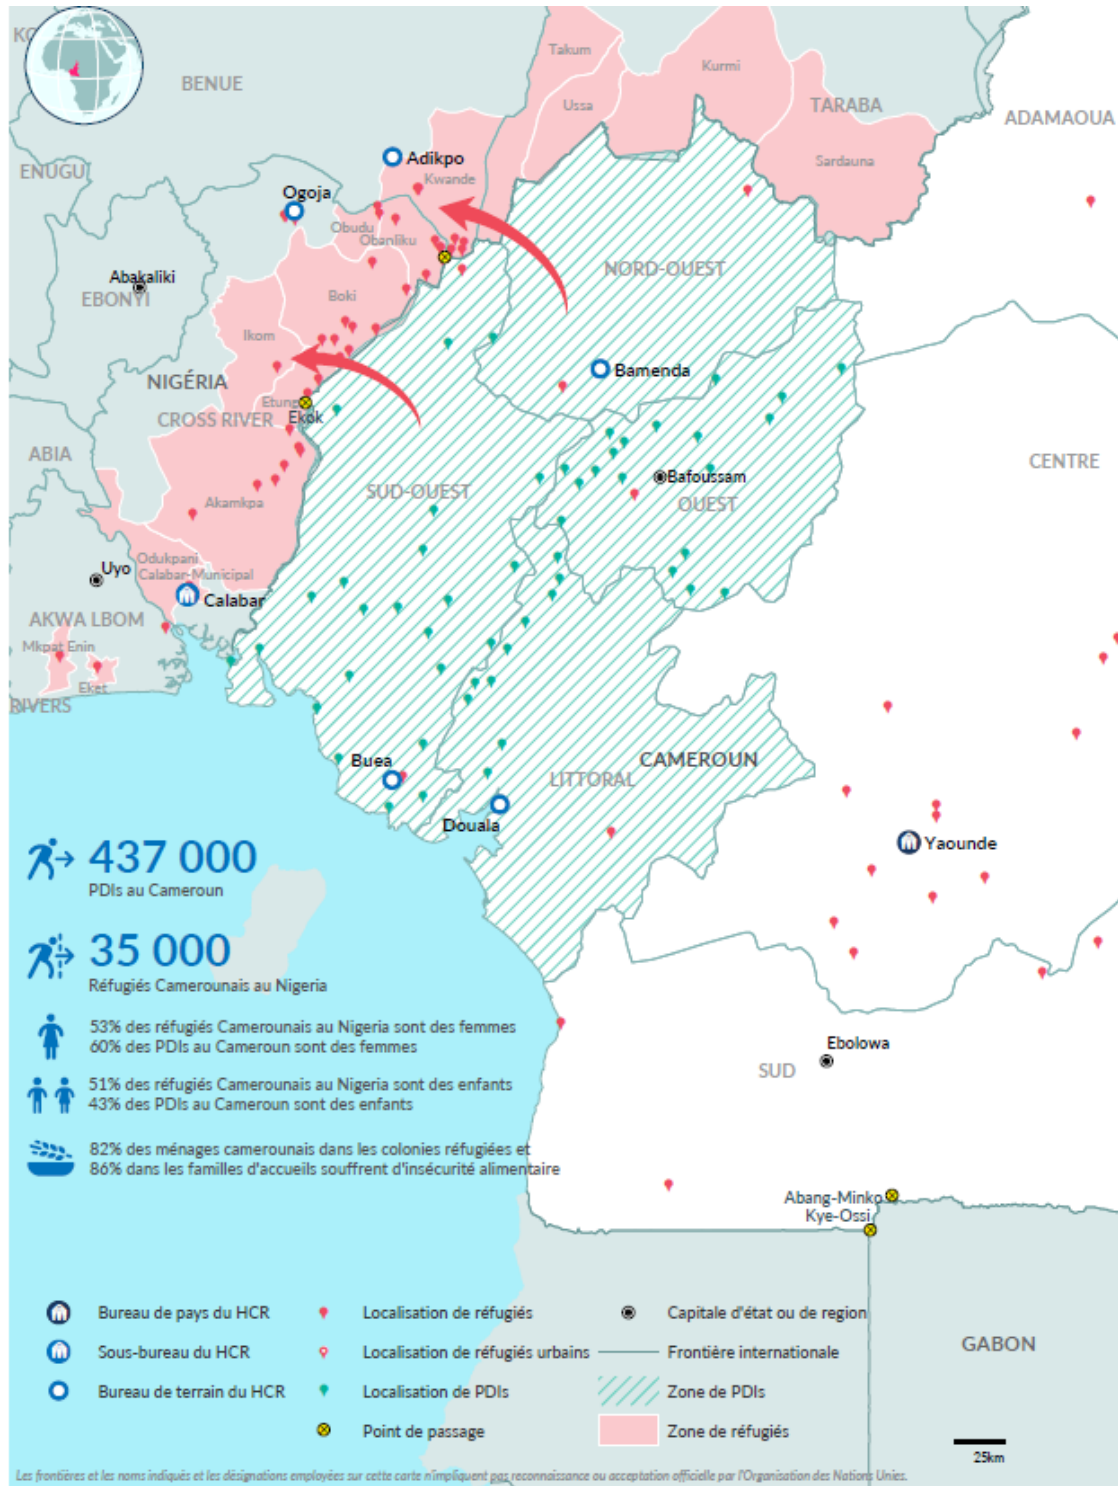 BENUE
Takum
Kurmi
Ussa
TARABA
ADAMAOUA
Sardauna
ENUGU
Adikpo
Kwande
Ogoja
Obudu
Obanliku
NORD-OUEST
Abakaliki
EBONYI
Boki
Ikom
NIGÉRIA
Bamenda
Etung
Ekok
CROSS RIVER
ABIA
CENTRE
SUD-OUEST
Bafoussam
OUEST
Akamkpa
Odukpani
Uyo
Calabar-Municipal
Calabar
AKWA LBOM
Mkpat Enin
Eket
RIVERS
Buea
CAMEROUN
LITTORAL
Douala
Yaounde
437 000
PDIs au Cameroun
35 000
Réfugiés Camerounais au Nigeria
53% des réfugiés Camerounais au Nigeria sont des femmes
60% des PDIs au Cameroun sont des femmes
51% des réfugiés Camerounais au Nigeria sont des enfants
43% des PDIs au Cameroun sont des enfants
82% des ménages camerounais dans les colonies réfugiées et
86% dans les familles d'accueils souffrent d'insécurité alimentaire
Ebolowa
SUD
Abang-Minko
Kye-Ossi
GABON
Bureau de pays du HCR
Localisation de réfugiés
Capitale d'état ou de region
Sous-bureau du HCR
Localisation de réfugiés urbains
Frontière internationale
Bureau de terrain du HCR
Localisation de PDIs
Zone de PDIs
Point de passage
Zone de réfugiés
25km
Les frontières et les noms indiqués et les désignations employées sur cette carte n'impliquent pas reconnaissance ou acceptation officielle par l'Organisation des Nations Unies.